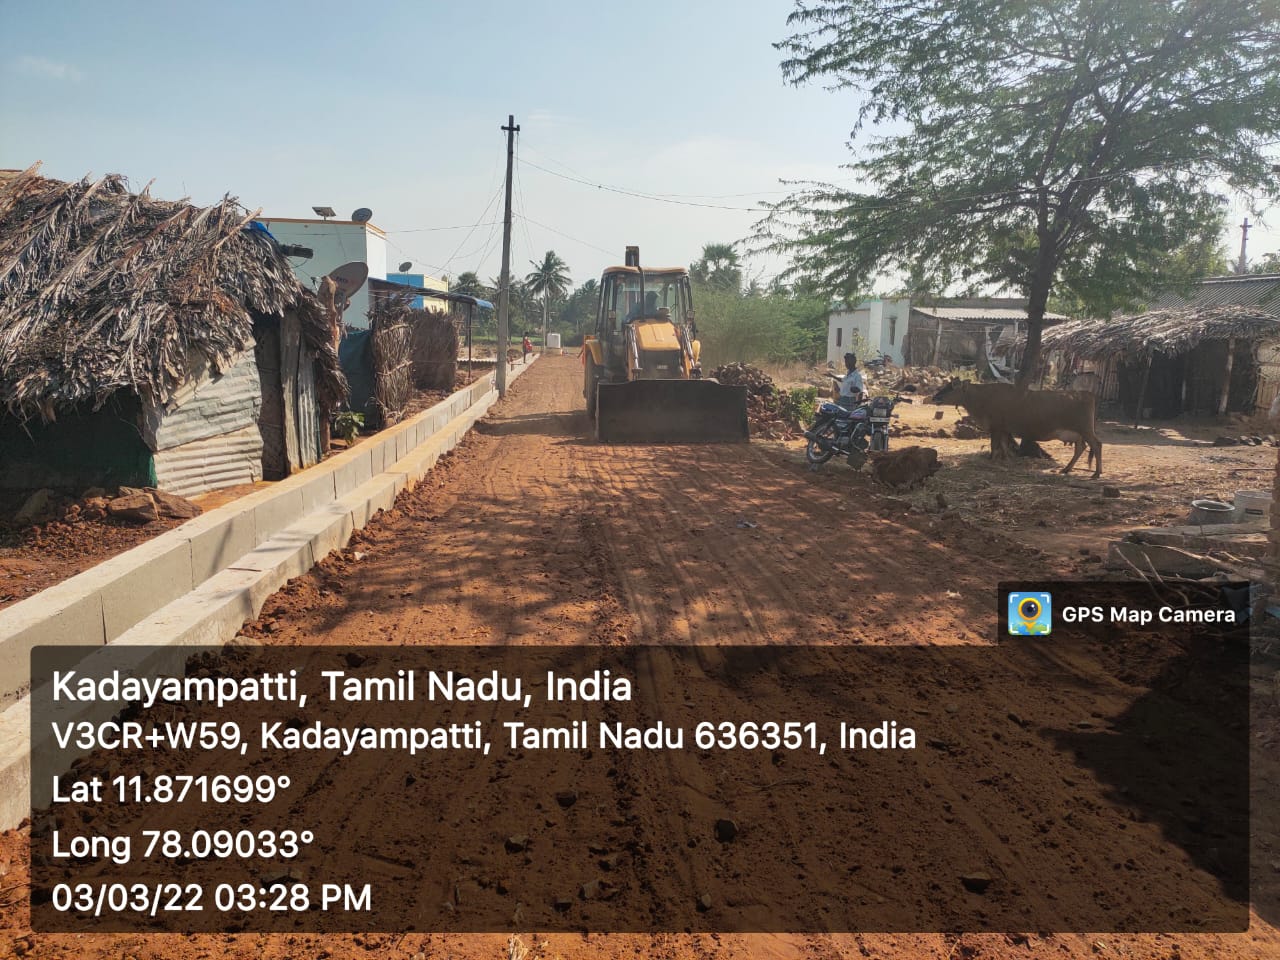 GPS Map Camera
Kadayampatti, Tamil Nadu, India
V3CR+W59, Kadayampatti, Tamil Nadu 636351, India
Lat 11.871699°
Long 78.09033°
03/03/22 03:28 PM